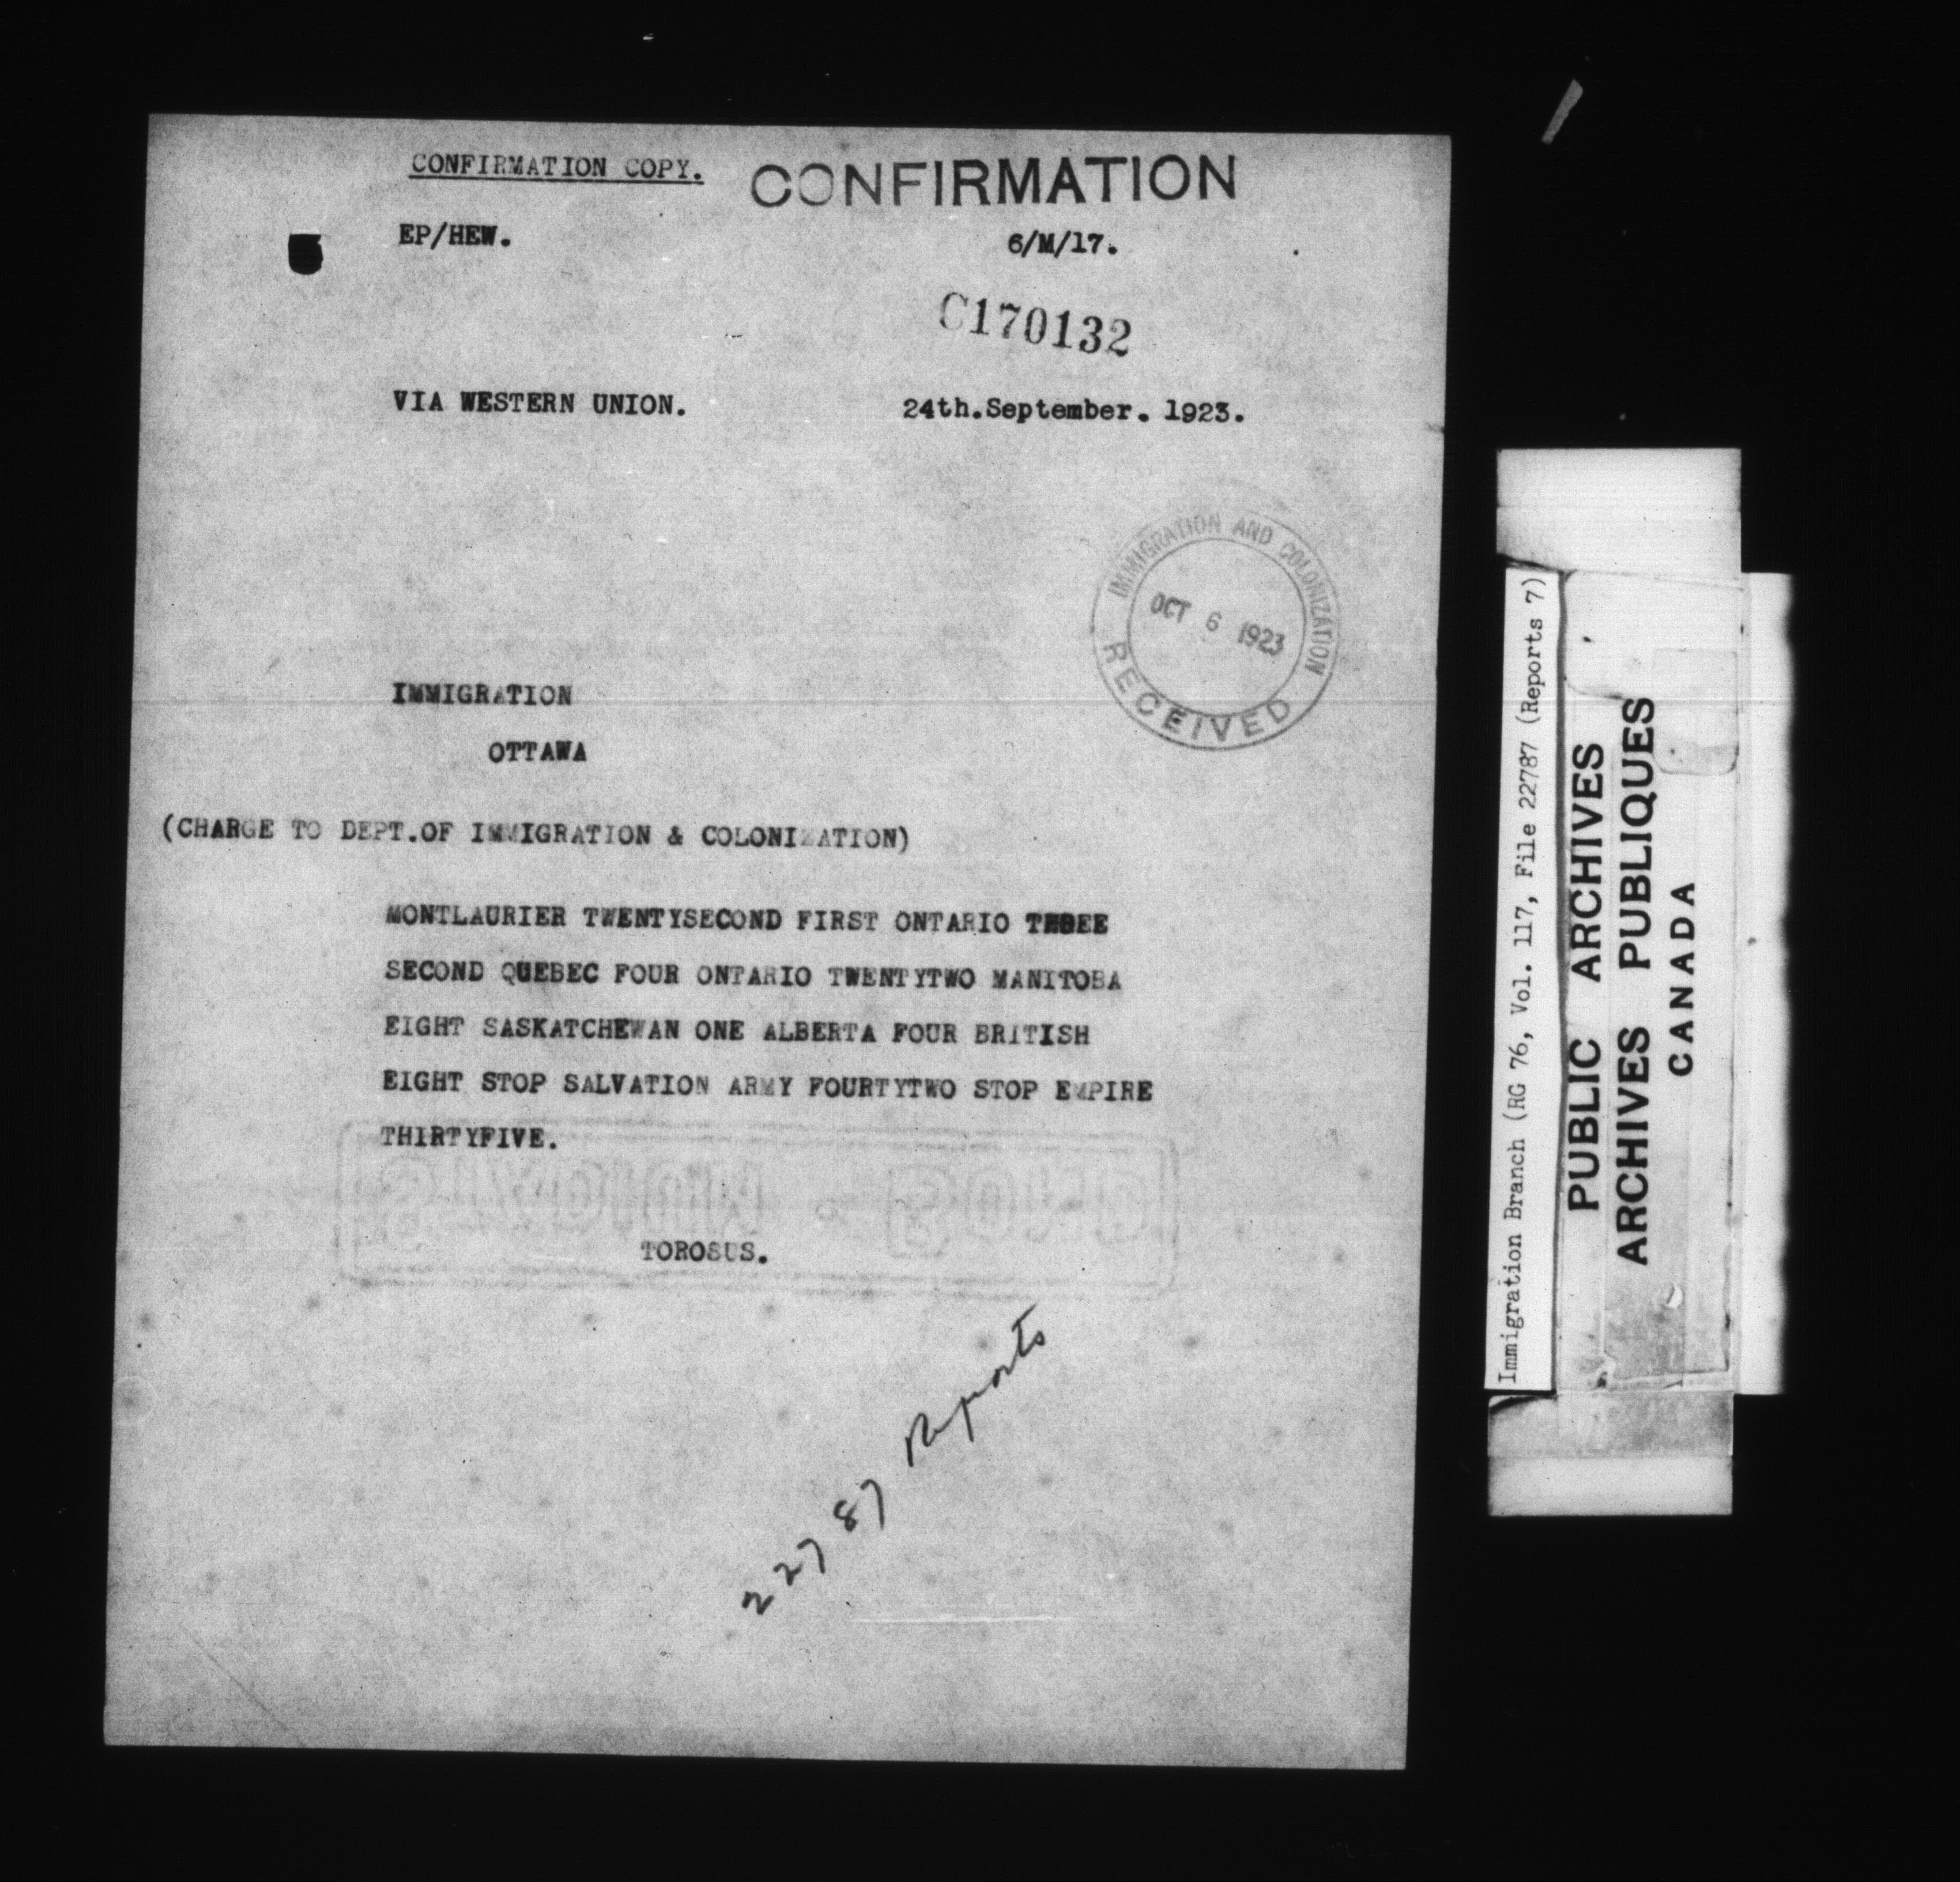 CONFIRMATION COPY. CONFIRMATION
EP/HEW. 6/M/17.
C170132
VIA WESTERN UNION. 24th.September. 1923.
IMMIGRATION AND COLONIZATION
OCT 6 1923
RECEIVED
IMMIGRATION
OTTAWA
(CHARGE TO DEPT.OF IMMIGRATION & COLONIZATION)
MONTLAURIER TWENTYSECOND FIRST ONTARIO THREE
SECOND QUEBEC FOUR ONTARIO TWENTYTWO MANITOBA
EIGHT SASKATCHEWAN ONE ALBERTA FOUR BRITISH
EIGHT STOP SALVATION ARMY FOURTYTWO STOP EMPIRE
THIRTYFIVE.
TOROSUS.
22787 Reports
Immigration Branch (RG 76, Vol. 117, File 22787 (Reports 7)
PUBLIC ARCHIVES
ARCHIVES PUBLIQUES
CANADA